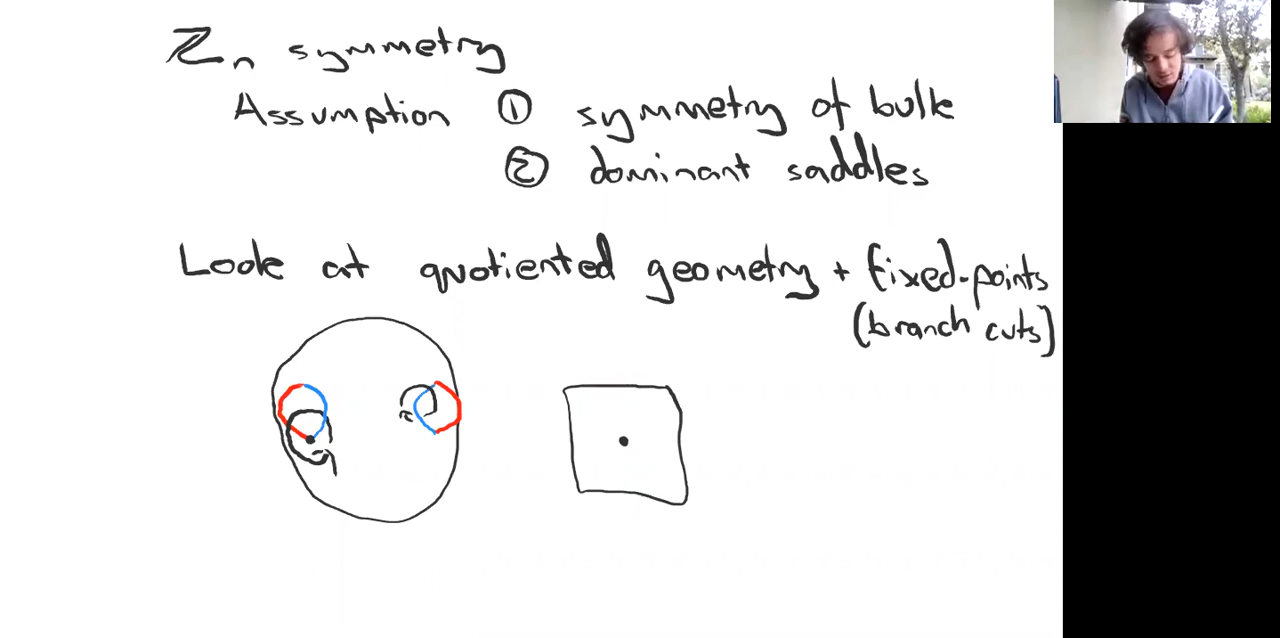 ℤn symmetry
Assumption ① symmetry of bulk
② dominant saddles
Look at quotiented geometry + fixed-points
(branch cuts)